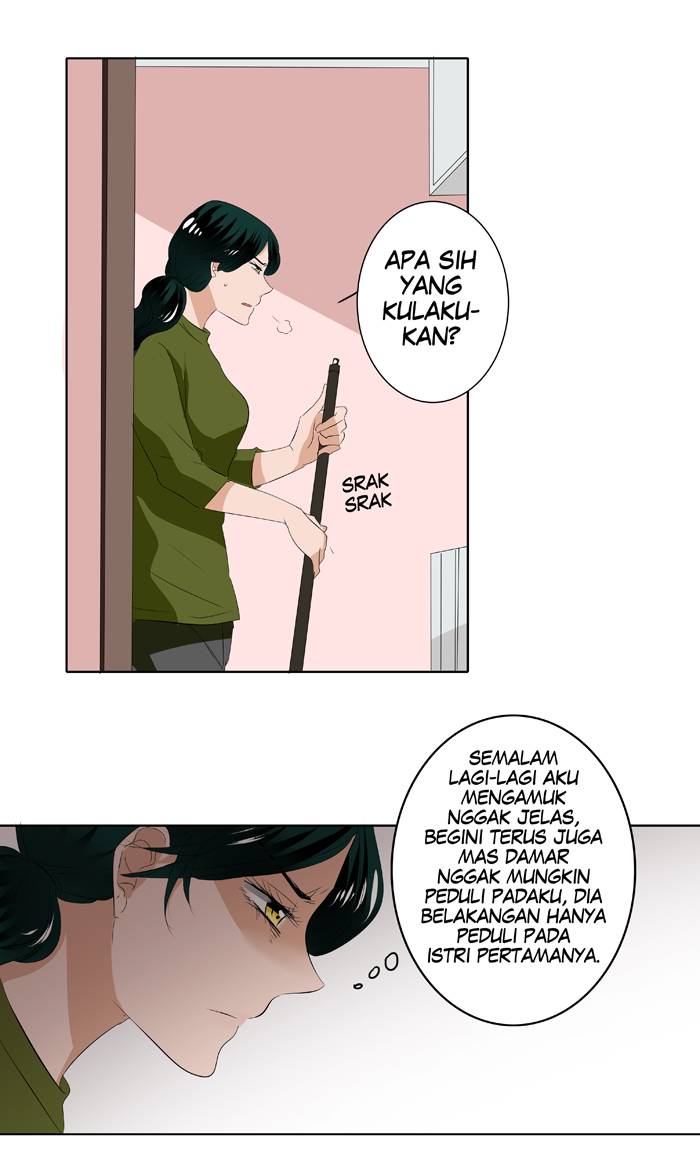 APA SIH
YANG
KULAKU-
KAN?
SRAK
SRAK
SEMALAM
LAGI-LAGI AKU
MENGAMUK
NGGAK JELAS,
BEGINI TERUS JUGA
MAS DAMAR
NGGAK MUNGKIN
PEDULI PADAKU, DIA
BELAKANGAN HANYA
PEDULI PADA
ISTRI PERTAMANYA.